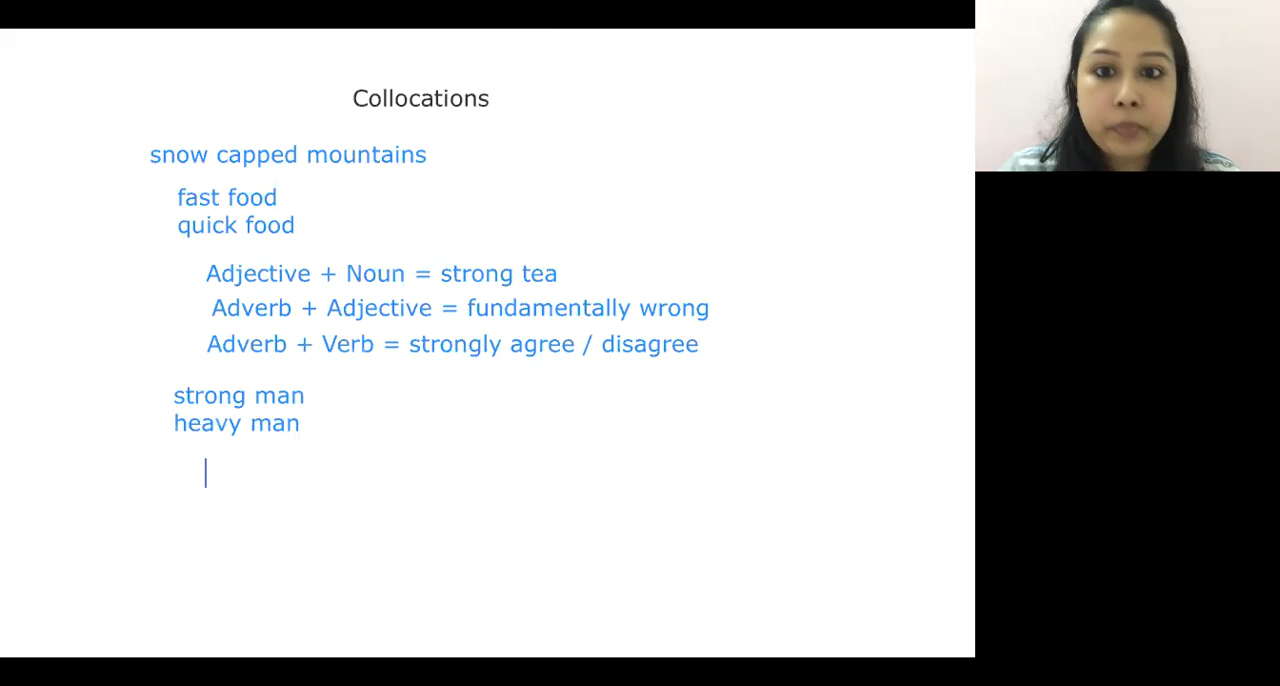 Collocations
snow capped mountains
fast food
quick food
Adjective + Noun = strong tea
Adverb + Adjective = fundamentally wrong
Adverb + Verb = strongly agree / disagree
strong man
heavy man